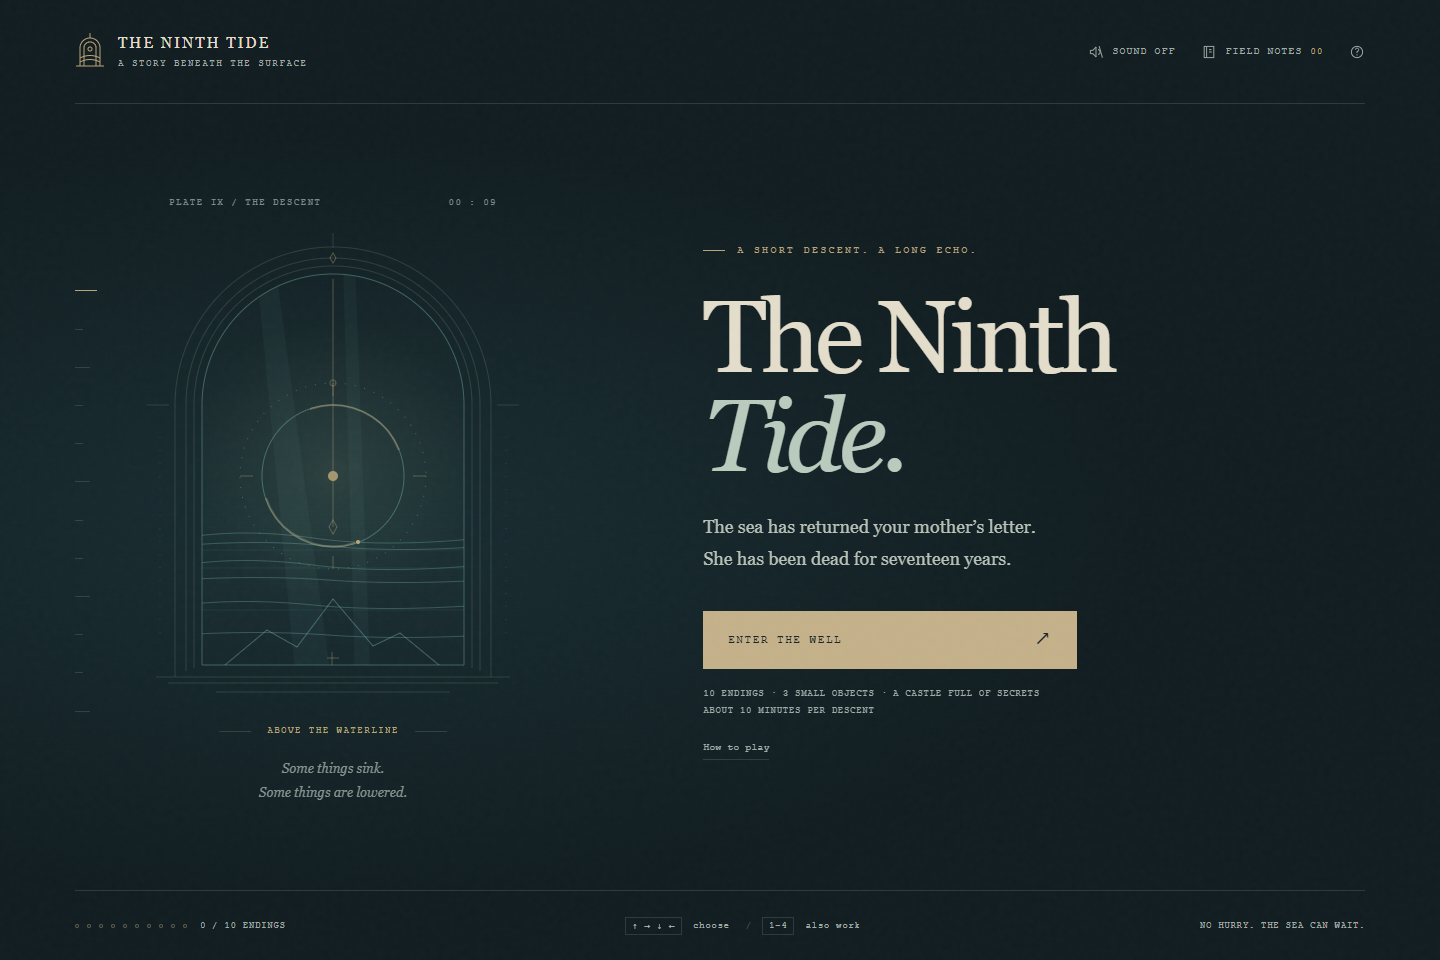 THE NINTH TIDE
A STORY BENEATH THE SURFACE
SOUND OFF
FIELD NOTES 00
PLATE IX / THE DESCENT
00 : 09
ABOVE THE WATERLINE
Some things sink.
Some things are lowered.
A SHORT DESCENT. A LONG ECHO.
The Ninth
Tide.
The sea has returned your mother’s letter.
She has been dead for seventeen years.
ENTER THE WELL ↗
10 ENDINGS · 3 SMALL OBJECTS · A CASTLE FULL OF SECRETS
ABOUT 10 MINUTES PER DESCENT
How to play
0 / 10 ENDINGS
↑ → ↓ ← choose / 1–4 also work
NO HURRY. THE SEA CAN WAIT.